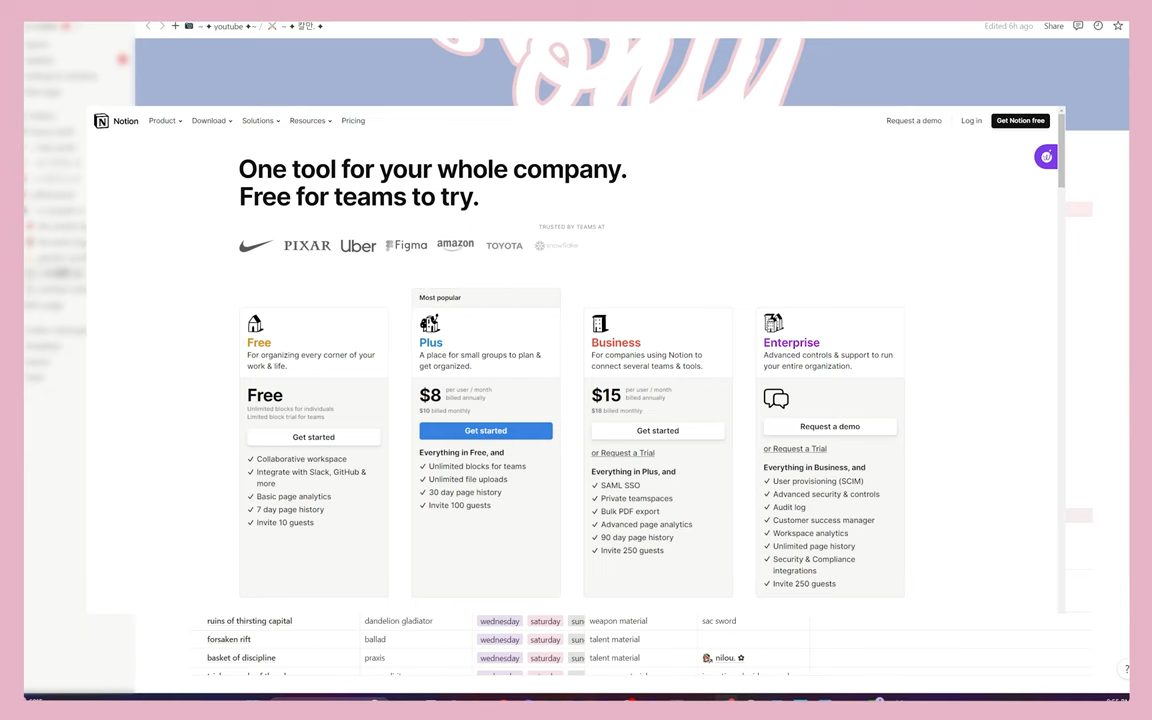 ~ ✦ youtube ✦~ / ~ ✦ 칼만. ✦
Edited 6h ago Share
Notion Product Download Solutions Resources Pricing
Request a demo Log in Get Notion free
One tool for your whole company.
Free for teams to try.
TRUSTED BY TEAMS AT
PIXAR Uber Figma amazon TOYOTA snowflake
Free
For organizing every corner of your
work & life.
Free
Unlimited blocks for individuals
Limited block trial for teams
Get started
✓ Collaborative workspace
✓ Integrate with Slack, GitHub &
more
✓ Basic page analytics
✓ 7 day page history
✓ Invite 10 guests
Most popular
Plus
A place for small groups to plan &
get organized.
$8 per user / month
billed annually
$10 billed monthly
Get started
Everything in Free, and
✓ Unlimited blocks for teams
✓ Unlimited file uploads
✓ 30 day page history
✓ Invite 100 guests
Business
For companies using Notion to
connect several teams & tools.
$15 per user / month
billed annually
$18 billed monthly
Get started
or Request a Trial
Everything in Plus, and
✓ SAML SSO
✓ Private teamspaces
✓ Bulk PDF export
✓ Advanced page analytics
✓ 90 day page history
✓ Invite 250 guests
Enterprise
Advanced controls & support to run
your entire organization.
Request a demo
or Request a Trial
Everything in Business, and
✓ User provisioning (SCIM)
✓ Advanced security & controls
✓ Audit log
✓ Customer success manager
✓ Workspace analytics
✓ Unlimited page history
✓ Security & Compliance
integrations
✓ Invite 250 guests
ruins of thirsting capital dandelion gladiator wednesday saturday sun weapon material sac sword
forsaken rift ballad wednesday saturday sun talent material
basket of discipline praxis wednesday saturday sun talent material nilou. ✿
?